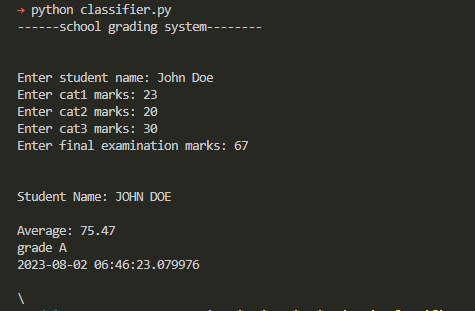 → python classifier.py
------school grading system--------
Enter student name: John Doe
Enter cat1 marks: 23
Enter cat2 marks: 20
Enter cat3 marks: 30
Enter final examination marks: 67
Student Name: JOHN DOE
Average: 75.47
grade A
2023-08-02 06:46:23.079976
\